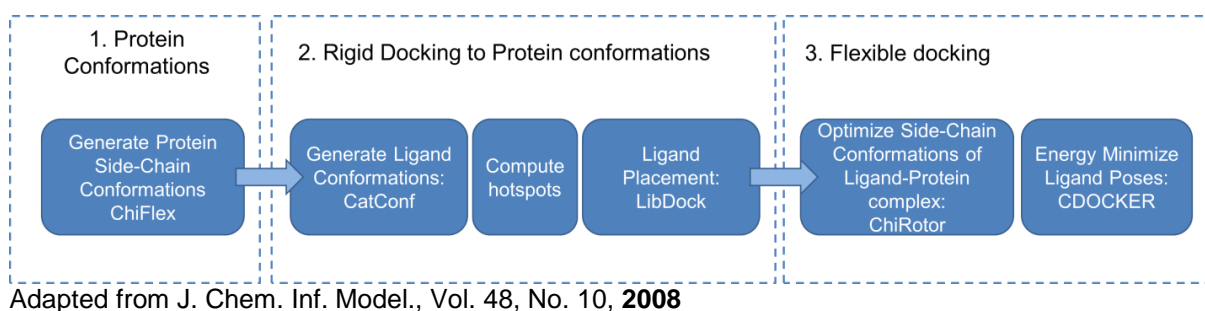 1. Protein
Conformations
Generate Protein
Side-Chain
Conformations
ChiFlex
2. Rigid Docking to Protein conformations
Generate Ligand
Conformations:
CatConf
Compute
hotspots
Ligand
Placement:
LibDock
3. Flexible docking
Optimize Side-Chain
Conformations of
Ligand-Protein
complex:
ChiRotor
Energy Minimize
Ligand Poses:
CDOCKER
Adapted from J. Chem. Inf. Model., Vol. 48, No. 10, 2008